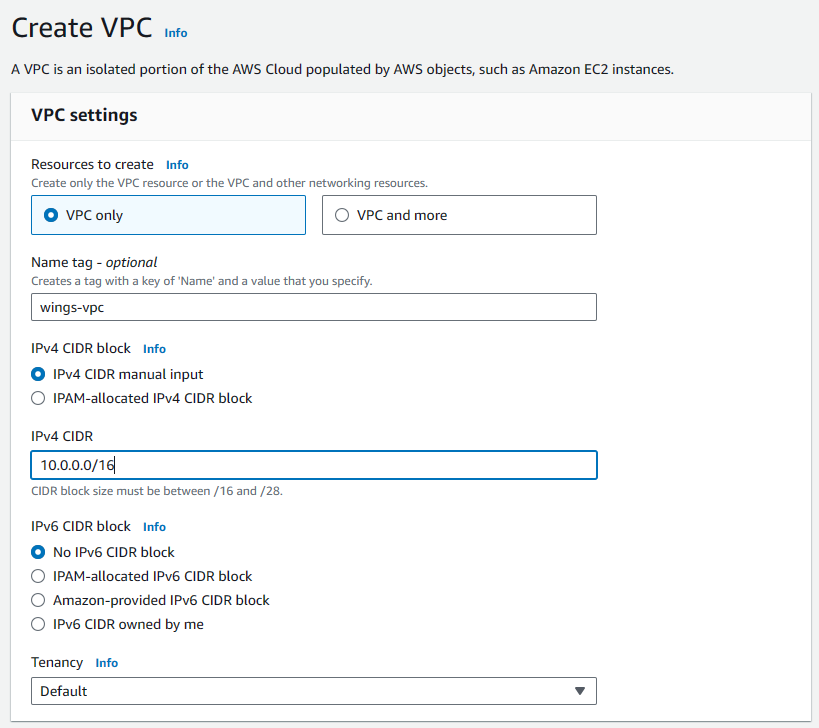 Create VPC Info
A VPC is an isolated portion of the AWS Cloud populated by AWS objects, such as Amazon EC2 instances.
VPC settings
Resources to create Info
Create only the VPC resource or the VPC and other networking resources.
VPC only
VPC and more
Name tag - optional
Creates a tag with a key of 'Name' and a value that you specify.
wings-vpc
IPv4 CIDR block Info
IPv4 CIDR manual input
IPAM-allocated IPv4 CIDR block
IPv4 CIDR
10.0.0.0/16
CIDR block size must be between /16 and /28.
IPv6 CIDR block Info
No IPv6 CIDR block
IPAM-allocated IPv6 CIDR block
Amazon-provided IPv6 CIDR block
IPv6 CIDR owned by me
Tenancy Info
Default